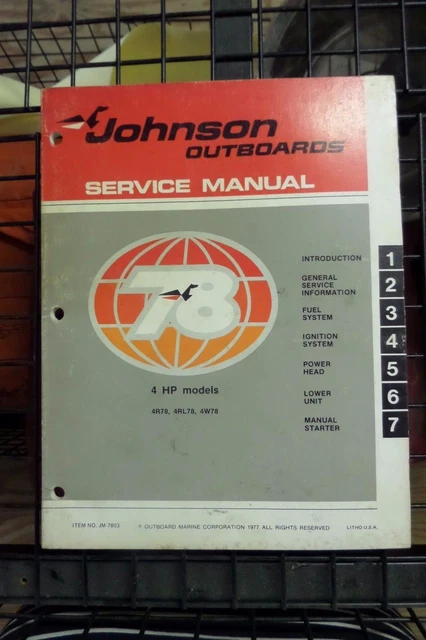 Johnson
OUTBOARDS
SERVICE MANUAL
78
4 HP models
4R78, 4RL78, 4W78
INTRODUCTION 1
GENERAL
SERVICE
INFORMATION 2
FUEL
SYSTEM 3
IGNITION
SYSTEM 4
POWER
HEAD 5
LOWER
UNIT 6
MANUAL
STARTER 7
ITEM NO. JM-7803 © OUTBOARD MARINE CORPORATION 1977. ALL RIGHTS RESERVED LITHO U.S.A.